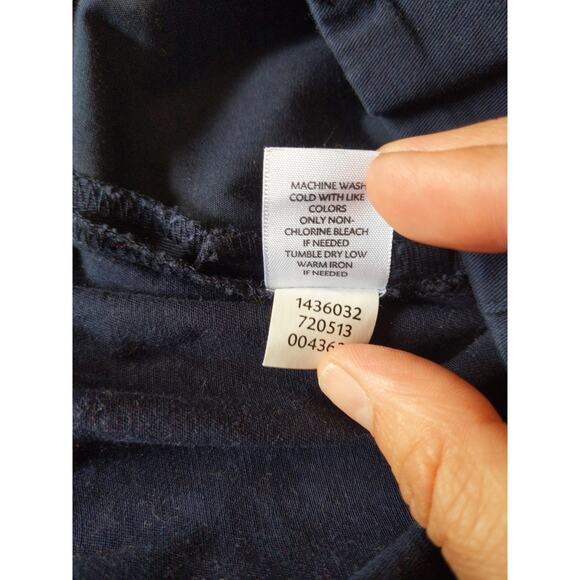 MACHINE WASH
COLD WITH LIKE
COLORS
ONLY NON-
CHLORINE BLEACH
IF NEEDED
TUMBLE DRY LOW
WARM IRON
IF NEEDED
1436032
720513